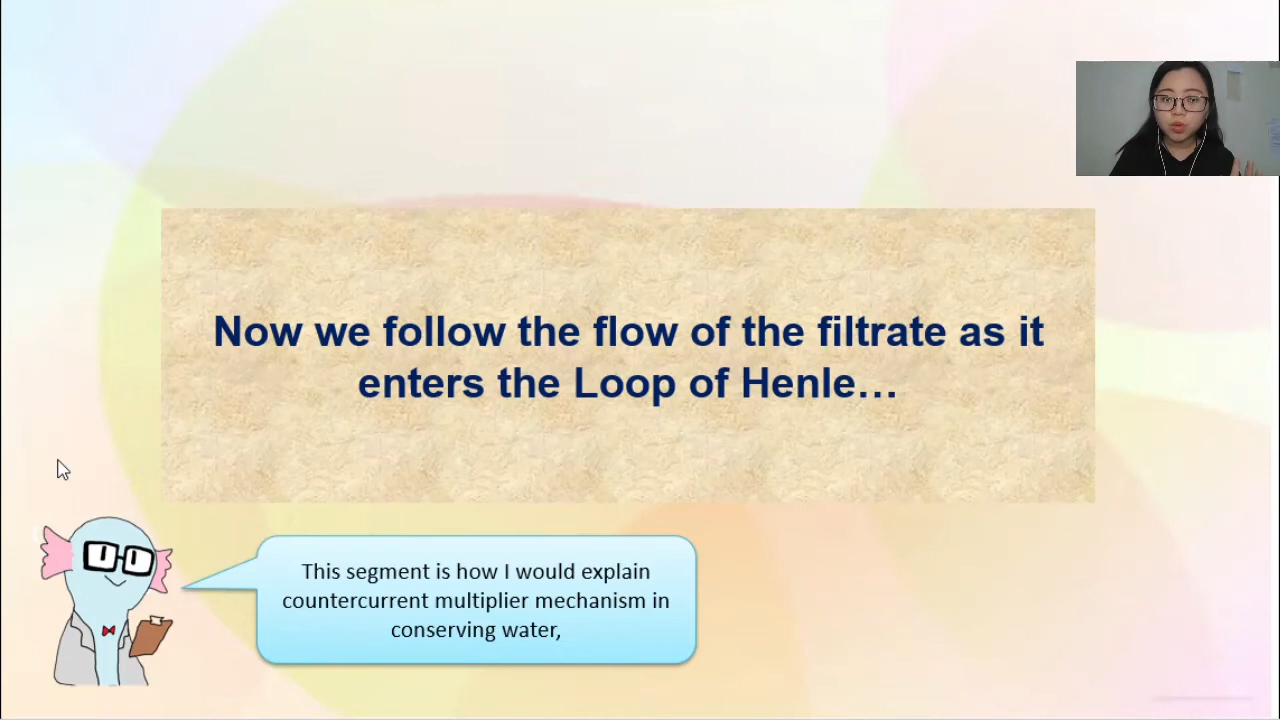 Now we follow the flow of the filtrate as it
enters the Loop of Henle…
This segment is how I would explain
countercurrent multiplier mechanism in
conserving water,